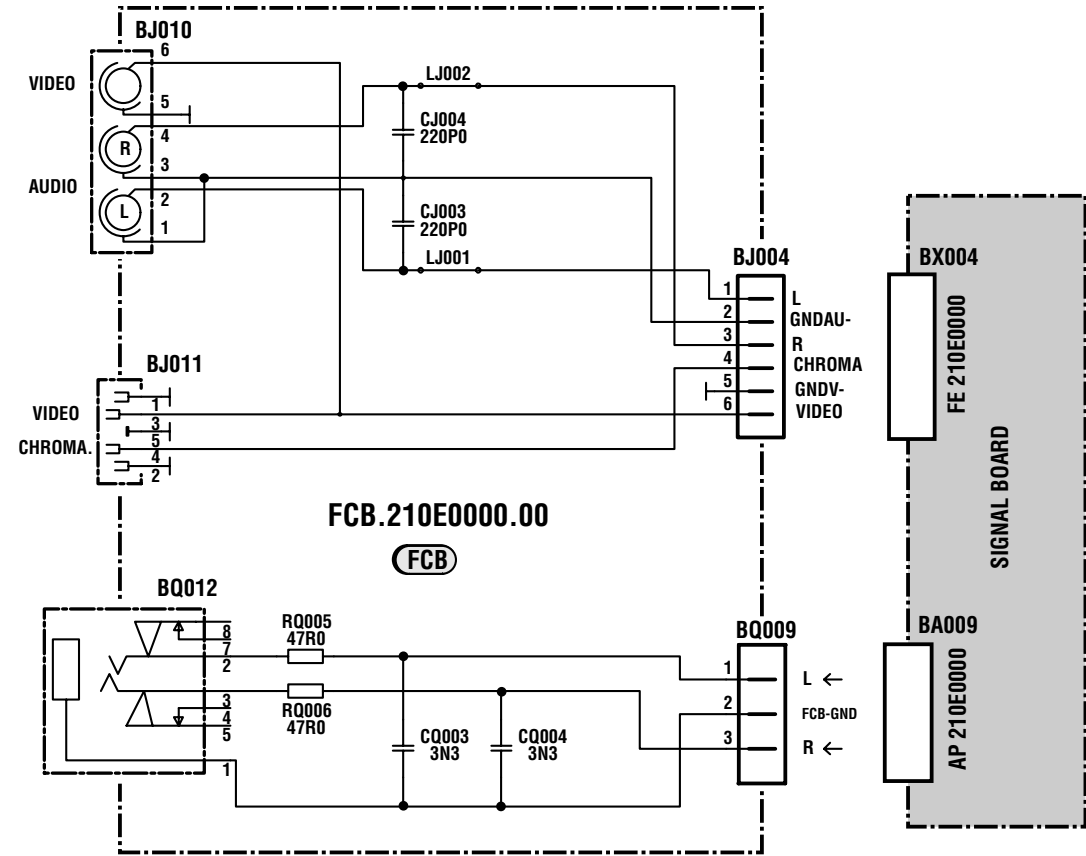 BJ010
6
VIDEO
5
4
R
3
AUDIO
2
L
1
LJ002
CJ004
220P0
CJ003
220P0
LJ001
BJ004
1
L
2
GNDAU-
3
R
4
CHROMA
5
GNDV-
6
VIDEO
BX004
FE 210E0000
SIGNAL BOARD
BJ011
VIDEO
1
3
CHROMA.
5
4
2
FCB.210E0000.00
FCB
BQ012
8
7
2
3
4
5
1
RQ005
47R0
RQ006
47R0
CQ003
3N3
CQ004
3N3
BQ009
1
L ←
2
FCB-GND
3
R ←
BA009
AP 210E0000